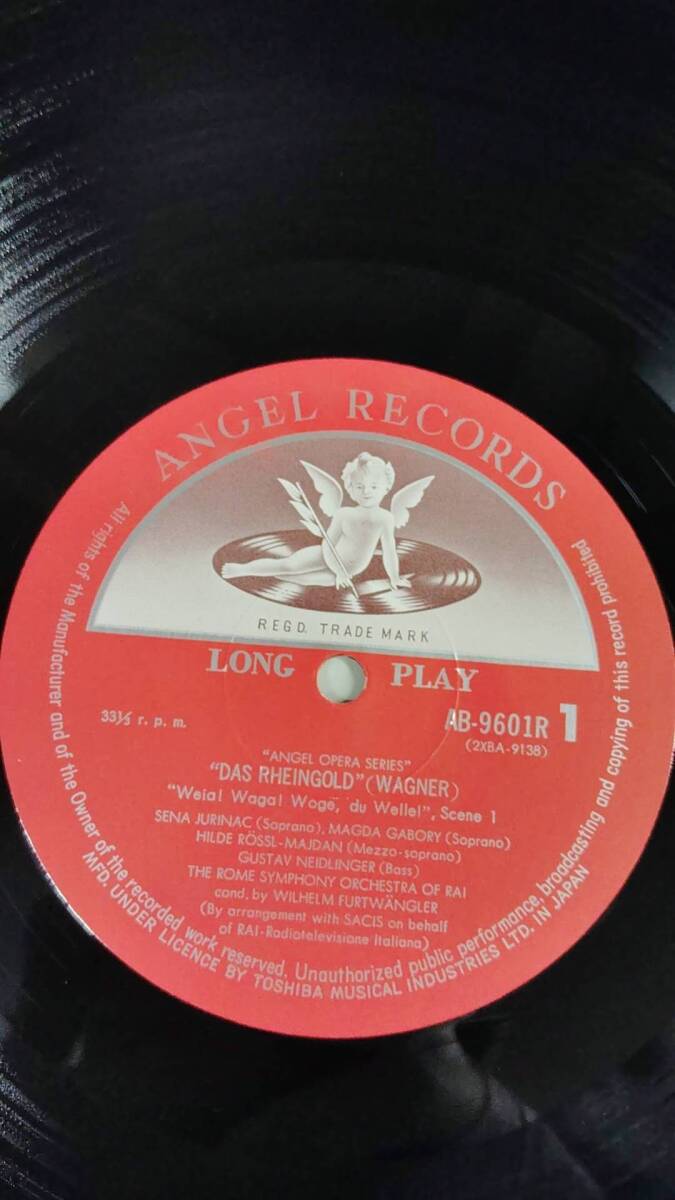 ANGEL RECORDS
REGD. TRADE MARK
LONG PLAY
33⅓ r. p. m.
AB-9601R 1
(2XBA-9138)
"ANGEL OPERA SERIES"
"DAS RHEINGOLD" (WAGNER)
"Weia! Waga! Woge, du Welle!", Scene 1
SENA JURINAC (Soprano), MAGDA GABORY (Soprano)
HILDE RÖSSL-MAJDAN (Mezzo-soprano)
GUSTAV NEIDLINGER (Bass)
THE ROME SYMPHONY ORCHESTRA OF RAI
cond. by WILHELM FURTWÄNGLER
(By arrangement with SACIS on behalf
of RAI-Radiotelevisione Italiana)
All rights of the Manufacturer and of the Owner of the recorded work reserved. Unauthorized public performance, broadcasting and copying of this record prohibited
MFD. UNDER LICENCE BY TOSHIBA MUSICAL INDUSTRIES LTD. IN JAPAN